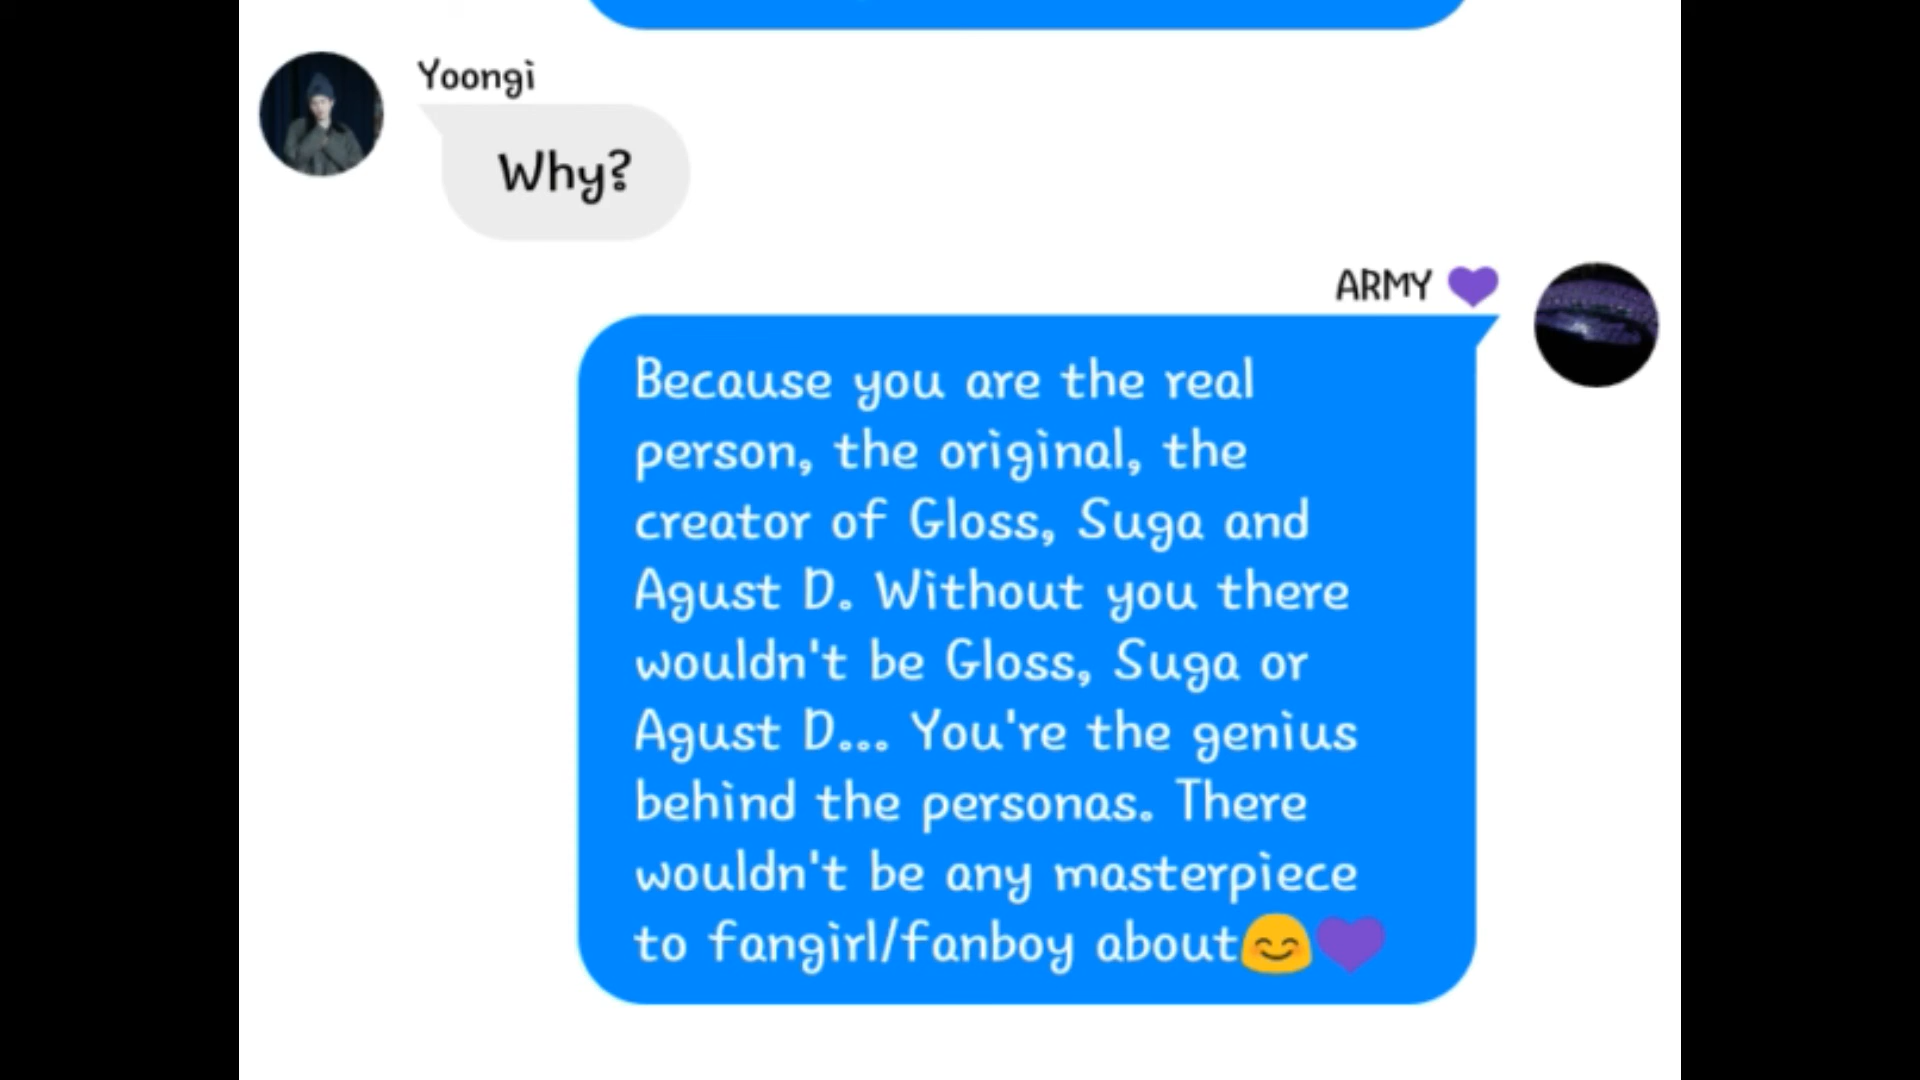 Yoongi
Why?
ARMY 💜
Because you are the real
person, the original, the
creator of Gloss, Suga and
Agust D. Without you there
wouldn't be Gloss, Suga or
Agust D... You're the genius
behind the personas. There
wouldn't be any masterpiece
to fangirl/fanboy about😊💜